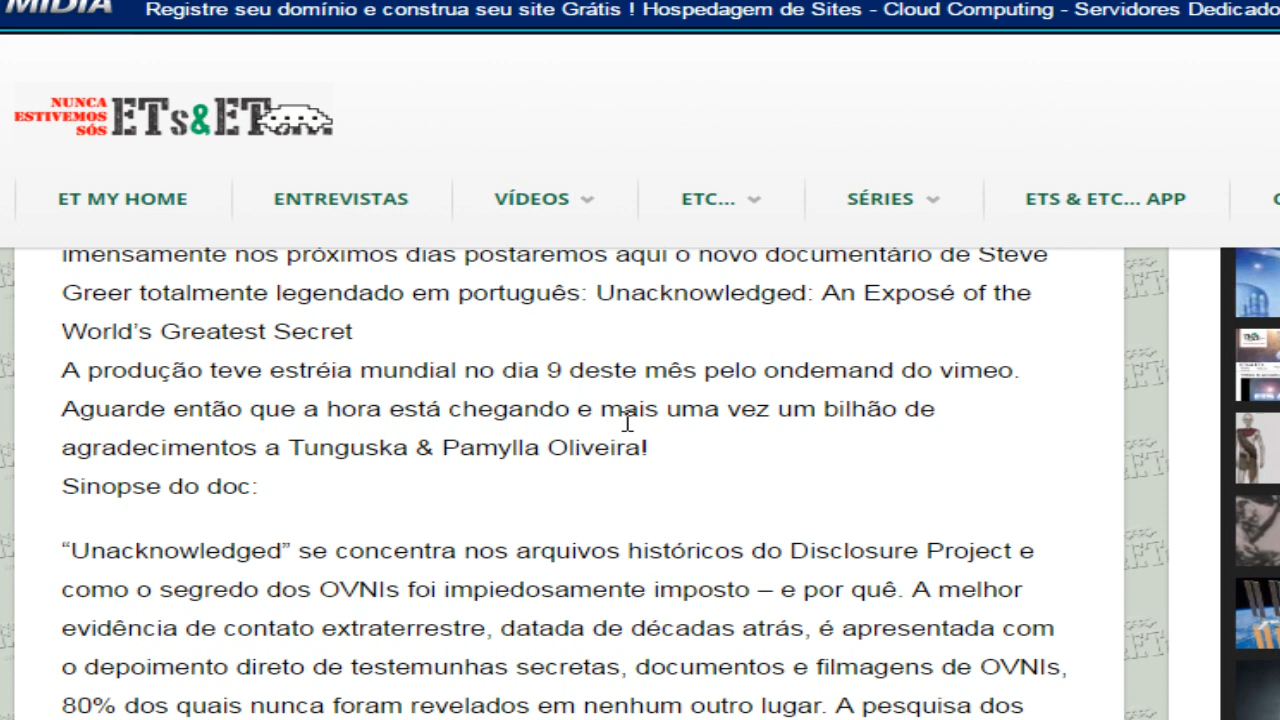 MIDIA
Registre seu domínio e construa seu site Grátis ! Hospedagem de Sites - Cloud Computing - Servidores Dedicado
NUNCA
ESTIVEMOS
SÓS
ETs&ETc...
ET MY HOME ENTREVISTAS VÍDEOS ETC... SÉRIES ETS & ETC... APP
imensamente nos próximos dias postaremos aqui o novo documentário de Steve
Greer totalmente legendado em português: Unacknowledged: An Exposé of the
World’s Greatest Secret
A produção teve estréia mundial no dia 9 deste mês pelo ondemand do vimeo.
Aguarde então que a hora está chegando e mais uma vez um bilhão de
agradecimentos a Tunguska & Pamylla Oliveira!
Sinopse do doc:
“Unacknowledged” se concentra nos arquivos históricos do Disclosure Project e
como o segredo dos OVNIs foi impiedosamente imposto – e por quê. A melhor
evidência de contato extraterrestre, datada de décadas atrás, é apresentada com
o depoimento direto de testemunhas secretas, documentos e filmagens de OVNIs,
80% dos quais nunca foram revelados em nenhum outro lugar. A pesquisa dos